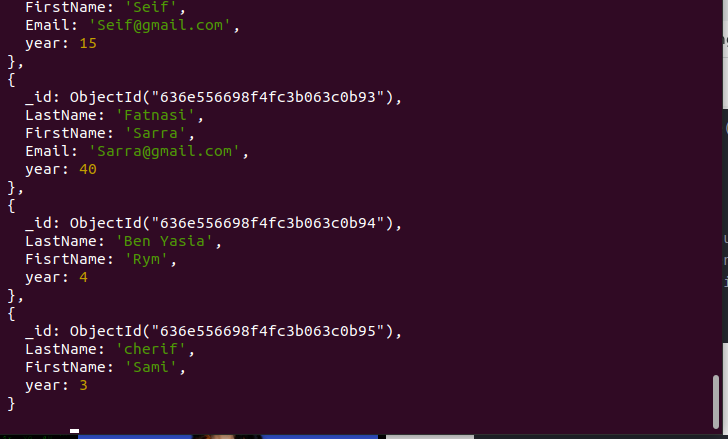 FirstName: 'Seif',
Email: 'Seif@gmail.com',
year: 15
},
{
_id: ObjectId("636e556698f4fc3b063c0b93"),
LastName: 'Fatnasi',
FirstName: 'Sarra',
Email: 'Sarra@gmail.com',
year: 40
},
{
_id: ObjectId("636e556698f4fc3b063c0b94"),
LastName: 'Ben Yasia',
FisrtName: 'Rym',
year: 4
},
{
_id: ObjectId("636e556698f4fc3b063c0b95"),
LastName: 'cherif',
FirstName: 'Sami',
year: 3
}